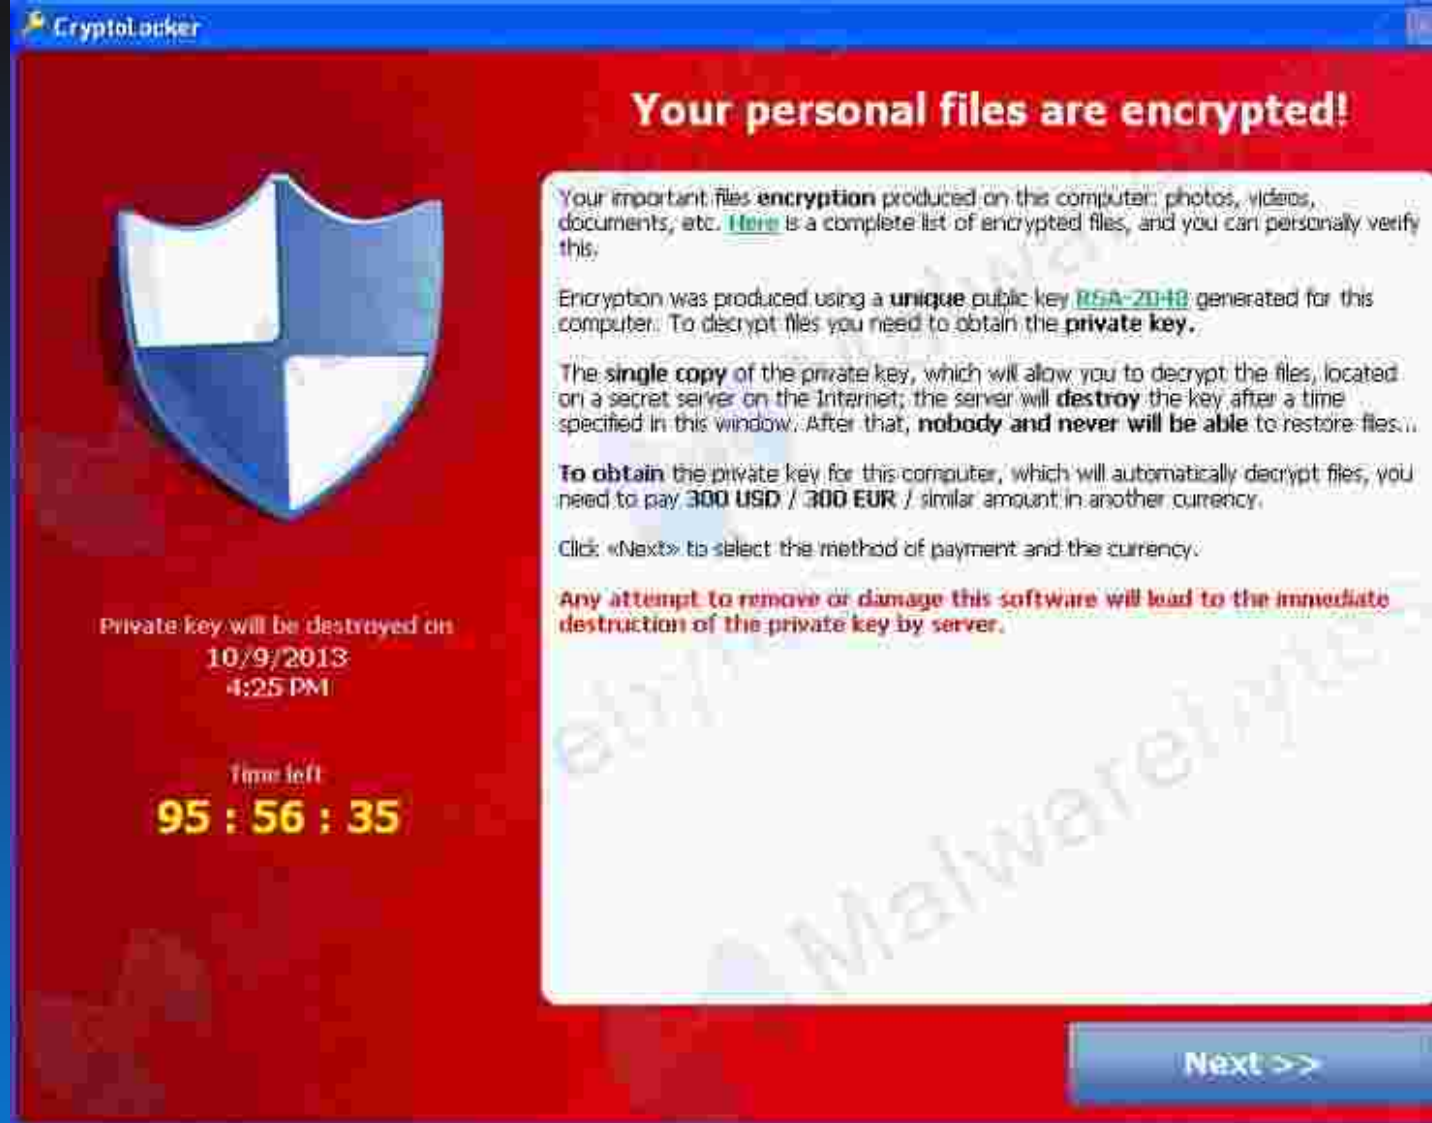 CryptoLocker
Your personal files are encrypted!
Your important files encryption produced on this computer: photos, videos,
documents, etc. Here is a complete list of encrypted files, and you can personally verify
this.
Encryption was produced using a unique public key RSA-2048 generated for this
computer. To decrypt files you need to obtain the private key.
The single copy of the private key, which will allow you to decrypt the files, located
on a secret server on the Internet; the server will destroy the key after a time
specified in this window. After that, nobody and never will be able to restore files...
To obtain the private key for this computer, which will automatically decrypt files, you
need to pay 300 USD / 300 EUR / similar amount in another currency.
Click «Next» to select the method of payment and the currency.
Any attempt to remove or damage this software will lead to the immediate
destruction of the private key by server.
Private key will be destroyed on
10/9/2013
4:25 PM
Time left
95 : 56 : 35
Next >>
Malwarebytes